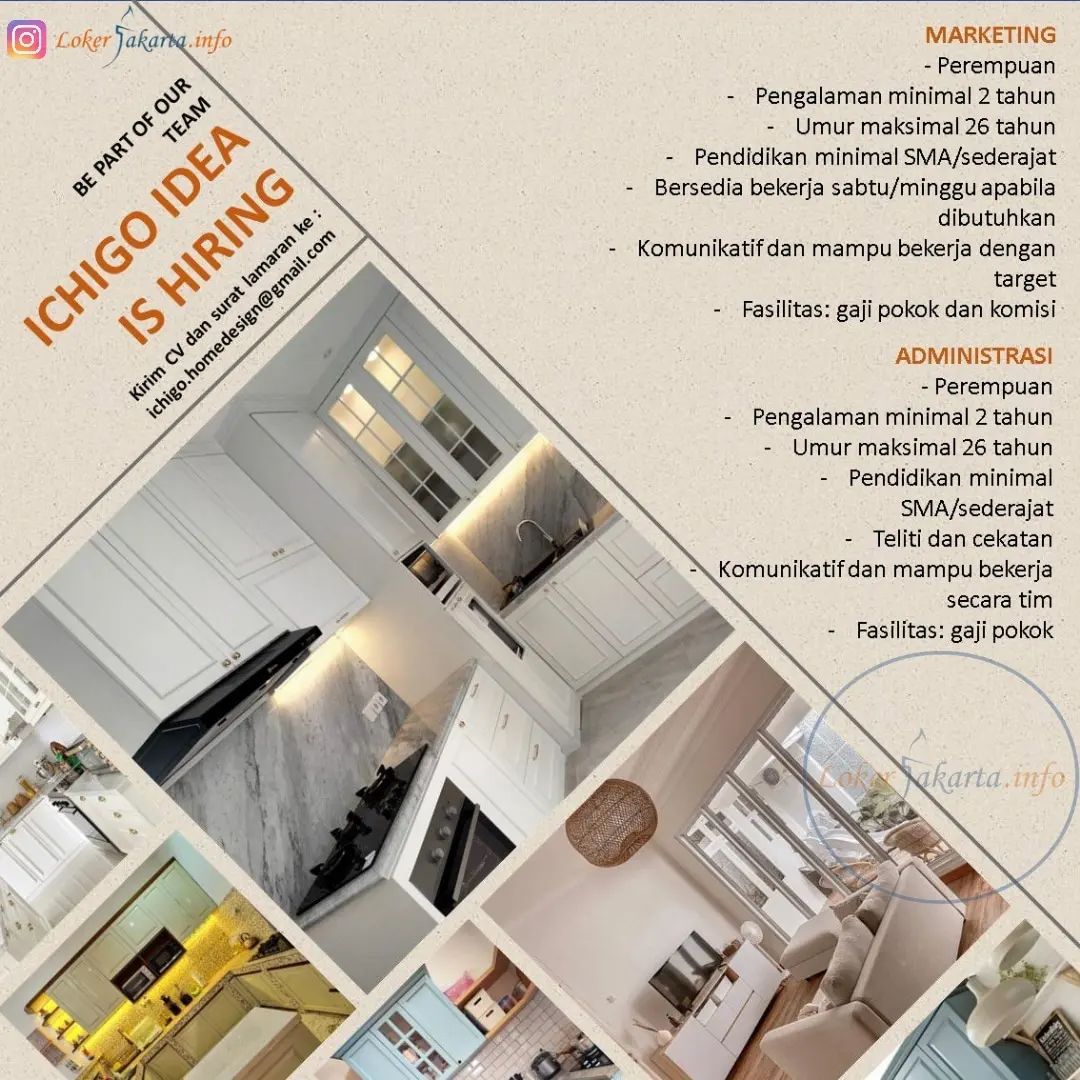 Loker Jakarta.info
BE PART OF OUR
TEAM
ICHIGO IDEA
IS HIRING
Kirim CV dan surat lamaran ke :
ichigo.homedesign@gmail.com
MARKETING
- Perempuan
- Pengalaman minimal 2 tahun
- Umur maksimal 26 tahun
- Pendidikan minimal SMA/sederajat
- Bersedia bekerja sabtu/minggu apabila
dibutuhkan
- Komunikatif dan mampu bekerja dengan
target
- Fasilitas: gaji pokok dan komisi
ADMINISTRASI
- Perempuan
- Pengalaman minimal 2 tahun
- Umur maksimal 26 tahun
- Pendidikan minimal
SMA/sederajat
- Teliti dan cekatan
- Komunikatif dan mampu bekerja
secara tim
- Fasilitas: gaji pokok
Loker Jakarta.info